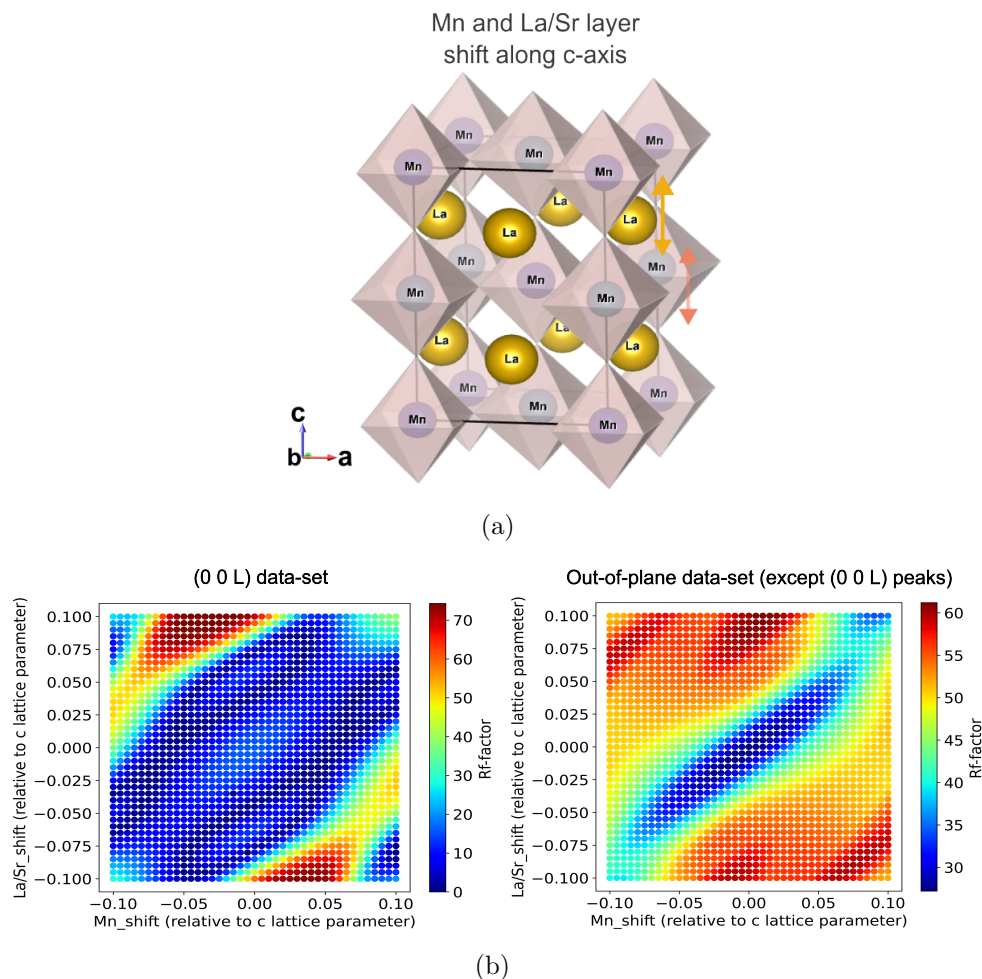 Mn and La/Sr layer
shift along c-axis
Mn
Mn
Mn
Mn
Mn
La
La
La
La
La
Mn
Mn
Mn
Mn
Mn
La
La
La
La
Mn
Mn
Mn
Mn
Mn
c
b
a
(a)
(0 0 L) data-set
La/Sr_shift (relative to c lattice parameter)
0.100
0.075
0.050
0.025
0.000
−0.025
−0.050
−0.075
−0.100
−0.10
−0.05
0.00
0.05
0.10
Mn_shift (relative to c lattice parameter)
70
60
50
40
30
20
10
0
Rf-factor
Out-of-plane data-set (except (0 0 L) peaks)
La/Sr_shift (relative to c lattice parameter)
0.100
0.075
0.050
0.025
0.000
−0.025
−0.050
−0.075
−0.100
−0.10
−0.05
0.00
0.05
0.10
Mn_shift (relative to c lattice parameter)
60
55
50
45
40
35
30
Rf-factor
(b)